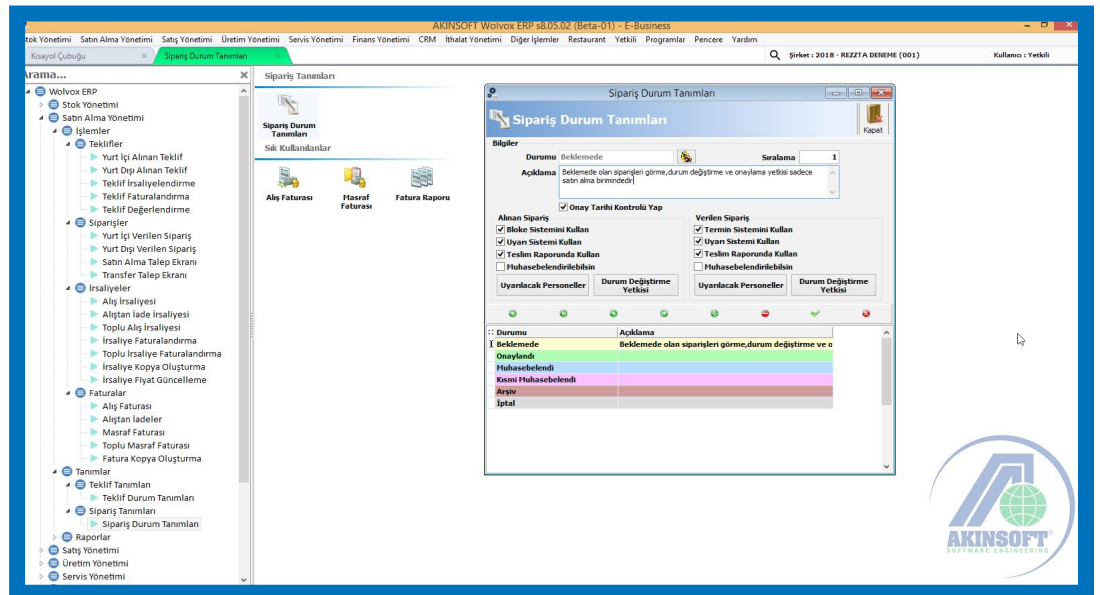 AKINSOFT Wolvox ERP s8.05.02 (Beta-01) - E-Business
tok Yönetimi Satın Alma Yönetimi Satış Yönetimi Üretim Yönetimi Servis Yönetimi Finans Yönetimi CRM İthalat Yönetimi Diğer İşlemler Restaurant Yetkili Programlar Pencere Yardım
Kısayol Çubuğu
Sipariş Durum Tanımları
Şirket : 2018 - REZZTA DENEME (001)
Kullanıcı : Yetkili
Arama...
Wolvox ERP
Stok Yönetimi
Satın Alma Yönetimi
İşlemler
Teklifler
Yurt İçi Alınan Teklif
Yurt Dışı Alınan Teklif
Teklif İrsaliyelendirme
Teklif Faturalandırma
Teklif Değerlendirme
Siparişler
Yurt İçi Verilen Sipariş
Yurt Dışı Verilen Sipariş
Satın Alma Talep Ekranı
Transfer Talep Ekranı
İrsaliyeler
Alış İrsaliyesi
Alıştan İade İrsaliyesi
Toplu Alış İrsaliyesi
İrsaliye Faturalandırma
Toplu İrsaliye Faturalandırma
İrsaliye Kopya Oluşturma
İrsaliye Fiyat Güncelleme
Faturalar
Alış Faturası
Alıştan İadeler
Masraf Faturası
Toplu Masraf Faturası
Fatura Kopya Oluşturma
Tanımlar
Teklif Tanımları
Teklif Durum Tanımları
Sipariş Tanımları
Sipariş Durum Tanımları
Raporlar
Satış Yönetimi
Üretim Yönetimi
Servis Yönetimi
Sipariş Tanımları
Sipariş Durum
Tanımları
Sık Kullanılanlar
Alış Faturası
Masraf
Faturası
Fatura Raporu
Sipariş Durum Tanımları
Sipariş Durum Tanımları
Kapat
Bilgiler
Durumu Beklemede
Sıralama 1
Açıklama Beklemede olan siparişleri görme,durum değiştirme ve onaylama yetkisi sadece
satın alma birimindedir
Onay Tarihi Kontrolü Yap
Alınan Sipariş
Bloke Sistemini Kullan
Uyarı Sistemi Kullan
Teslim Raporunda Kullan
Muhasebelendirilebilsin
Uyarılacak Personeller
Durum Değiştirme
Yetkisi
Verilen Sipariş
Termin Sistemini Kullan
Uyarı Sistemi Kullan
Teslim Raporunda Kullan
Muhasebelendirilebilsin
Uyarılacak Personeller
Durum Değiştirme
Yetkisi
Durumu Açıklama
Beklemede Beklemede olan siparişleri görme,durum değiştirme ve o
Onaylandı
Muhasebelendi
Kısmi Muhasebelendi
Arşiv
İptal
AKINSOFT
SOFTWARE ENGINEERING